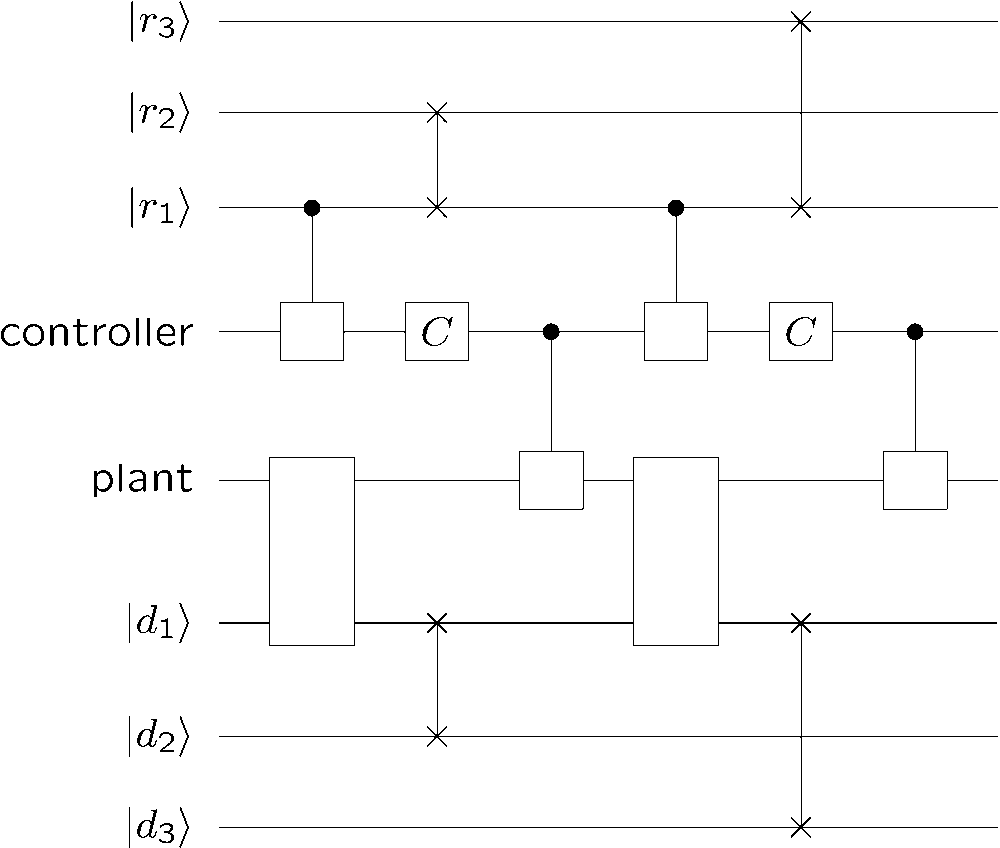 |r₃⟩
|r₂⟩
|r₁⟩
controller C C
plant
|d₁⟩
|d₂⟩
|d₃⟩